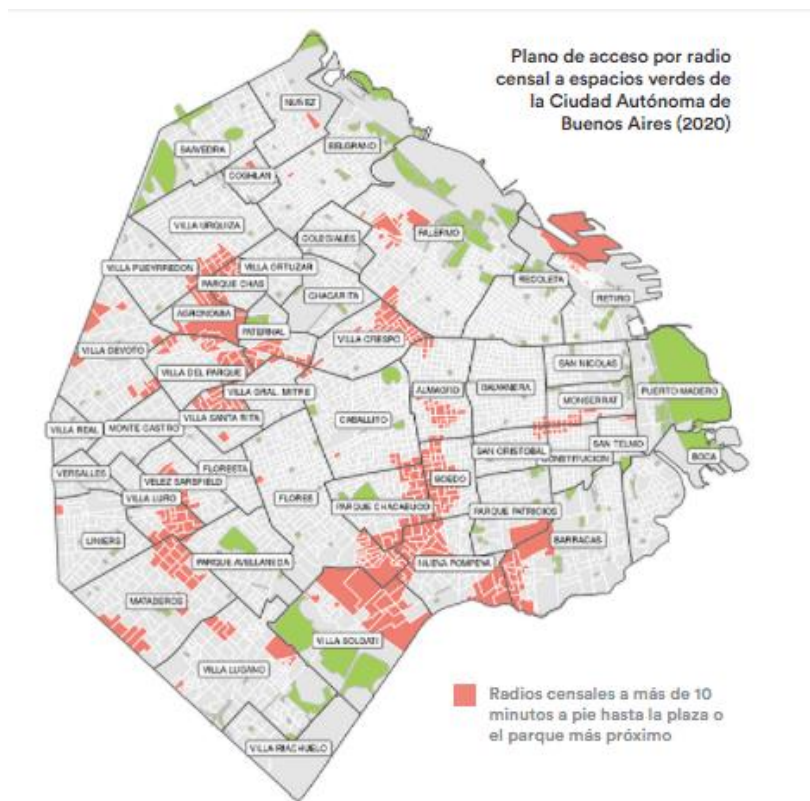 Plano de acceso por radio
censal a espacios verdes de
la Ciudad Autónoma de
Buenos Aires (2020)
NUÑEZ
SAAVEDRA
BELGRANO
COGHLAN
VILLA URQUIZA
COLEGIALES
PALERMO
VILLA PUEYRREDON
VILLA ORTUZAR
PARQUE CHAS
CHACARITA
RECOLETA
RETIRO
AGRONOMIA
PATERNAL
VILLA CRESPO
VILLA DEVOTO
VILLA DEL PARQUE
SAN NICOLAS
PUERTO MADERO
VILLA GRAL. MITRE
ALMAGRO
BALVANERA
MONSERRAT
VILLA SANTA RITA
CABALLITO
VILLA REAL
MONTE CASTRO
SAN TELMO
SAN CRISTOBAL
CONSTITUCION
BOCA
VERSALLES
FLORESTA
VELEZ SARSFIELD
BOEDO
VILLA LURO
FLORES
PARQUE CHACABUCO
PARQUE PATRICIOS
LINIERS
BARRACAS
PARQUE AVELLANEDA
NUEVA POMPEYA
MATADEROS
VILLA SOLDATI
VILLA LUGANO
VILLA RIACHUELO
Radios censales a más de 10
minutos a pie hasta la plaza o
el parque más próximo